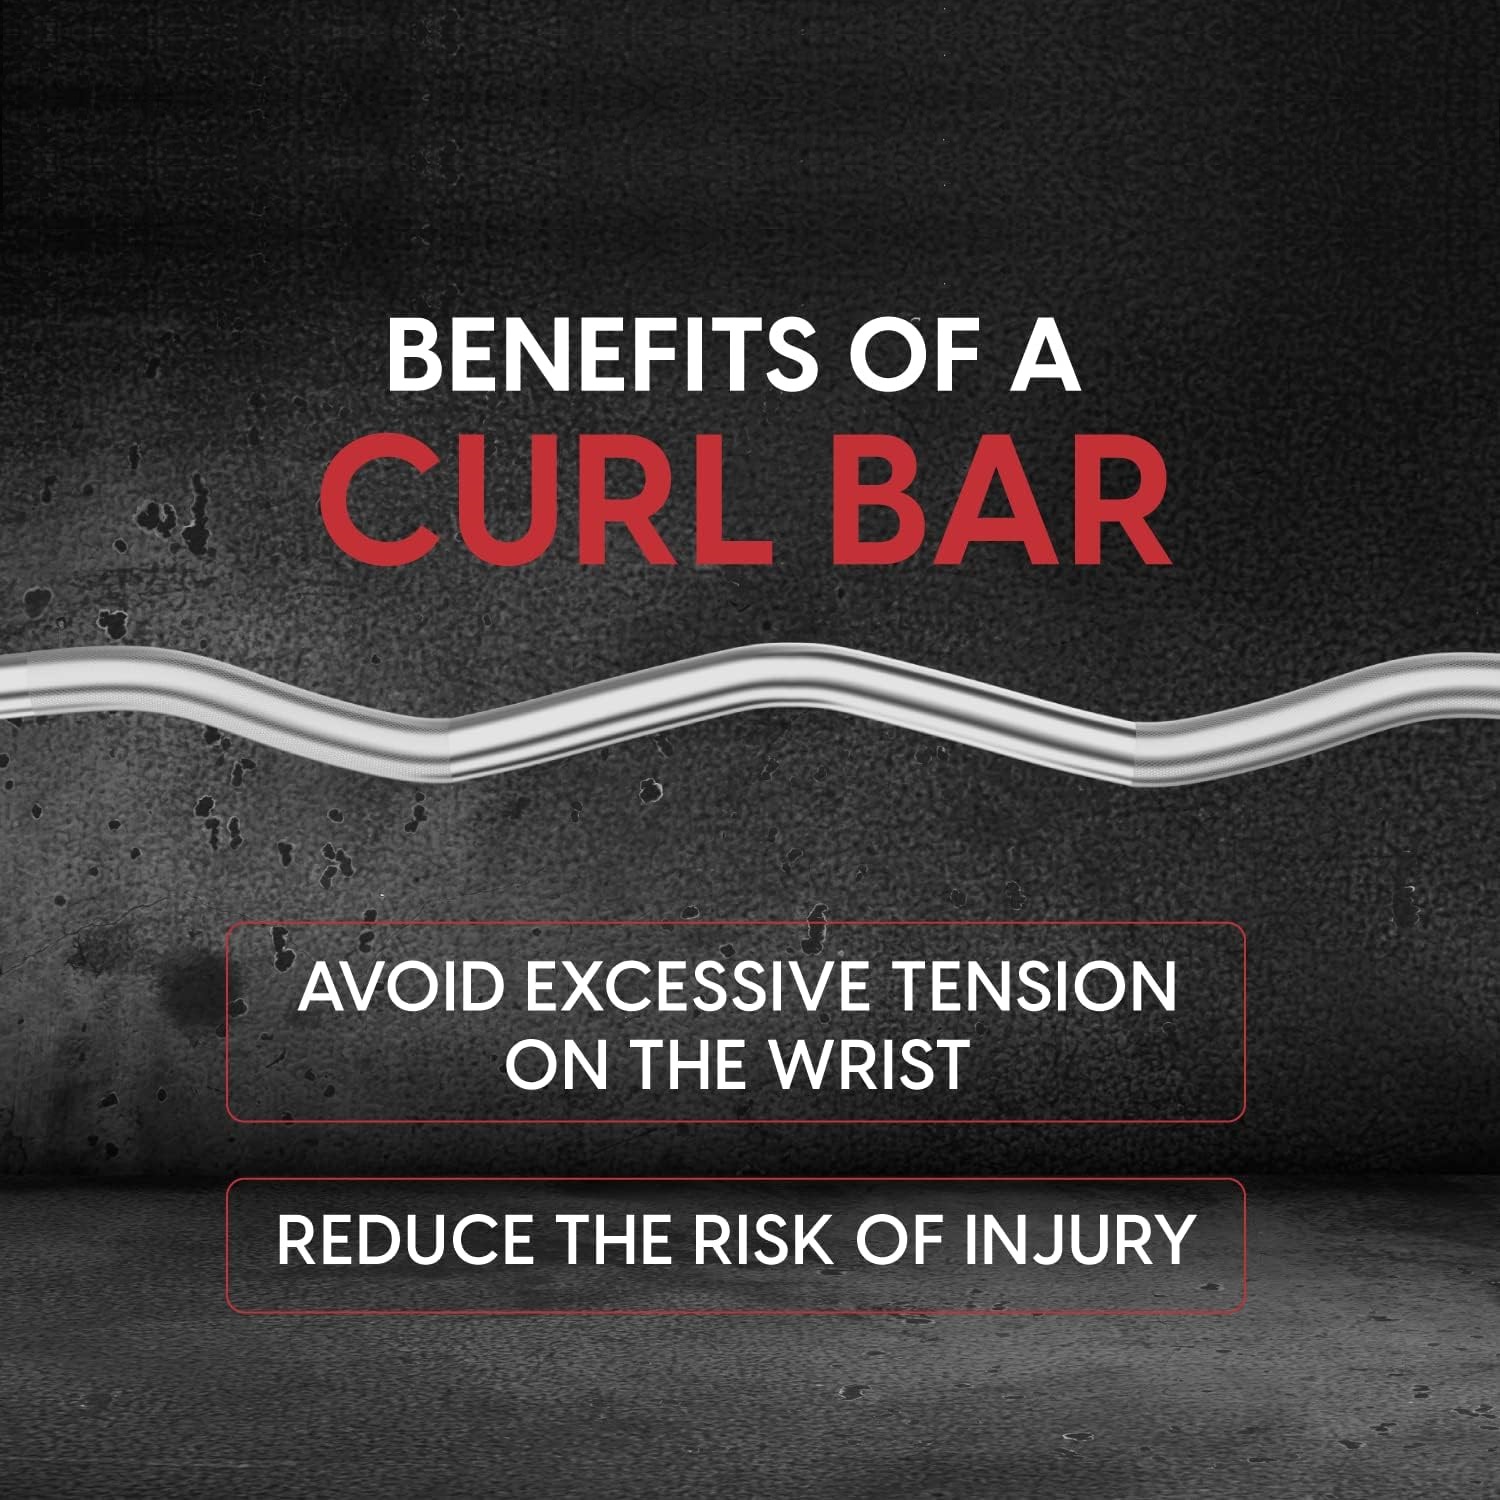 BENEFITS OF A
CURL BAR
AVOID EXCESSIVE TENSION
ON THE WRIST
REDUCE THE RISK OF INJURY